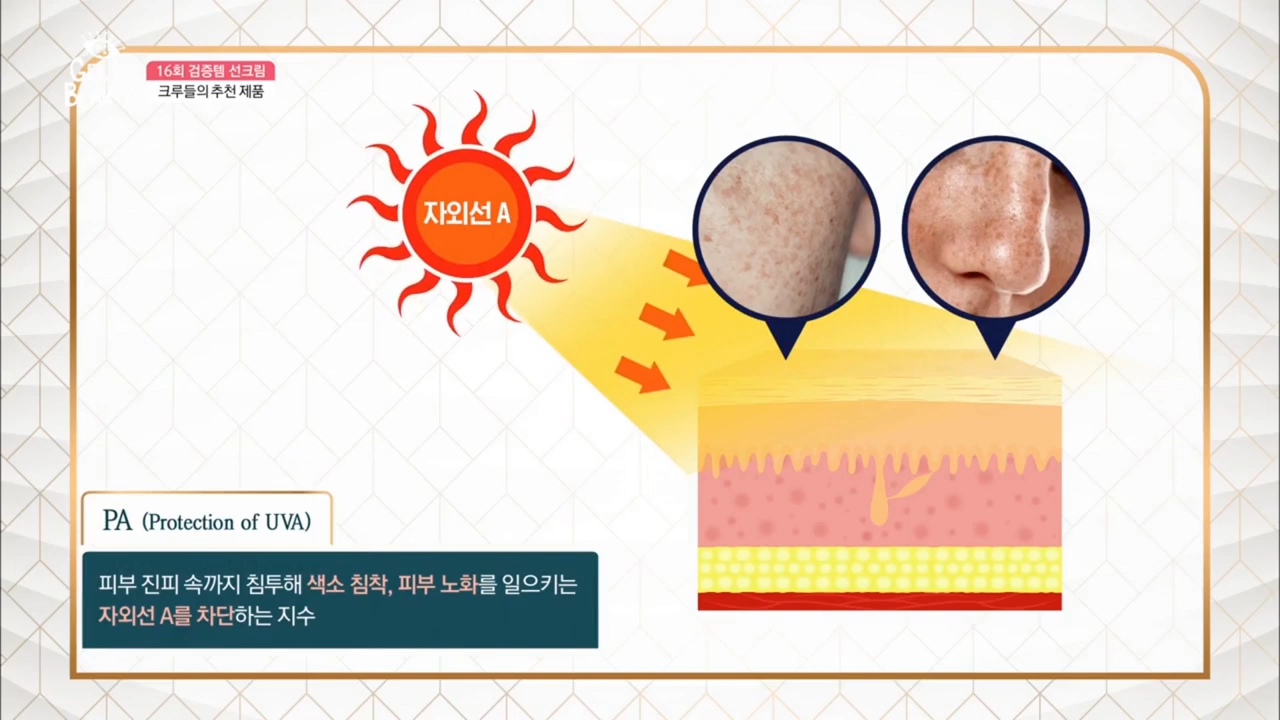 16회 검증템 선크림
크루들의 추천 제품
자외선 A
PA (Protection of UVA)
피부 진피 속까지 침투해 색소 침착, 피부 노화를 일으키는
자외선 A를 차단하는 지수